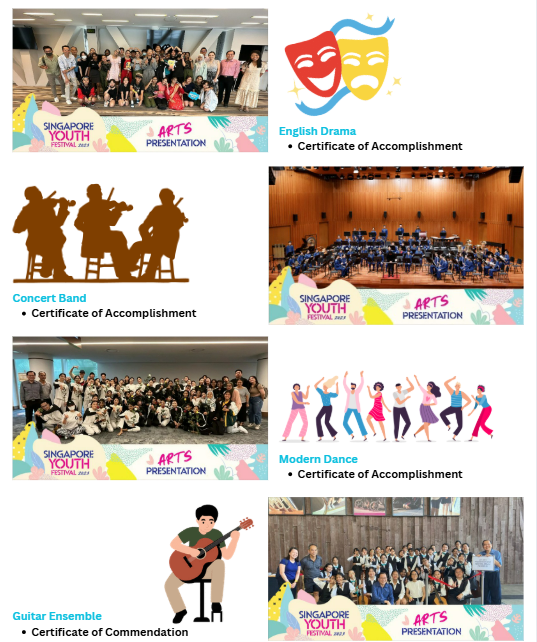 SINGAPORE
YOUTH
FESTIVAL 2023
ARTS
PRESENTATION
English Drama
• Certificate of Accomplishment
Concert Band
• Certificate of Accomplishment
SINGAPORE
YOUTH
FESTIVAL 2023
ARTS
PRESENTATION
SINGAPORE
YOUTH
FESTIVAL 2023
ARTS
PRESENTATION
Modern Dance
• Certificate of Accomplishment
Guitar Ensemble
• Certificate of Commendation
SINGAPORE
YOUTH
FESTIVAL 2023
ARTS
PRESENTATION